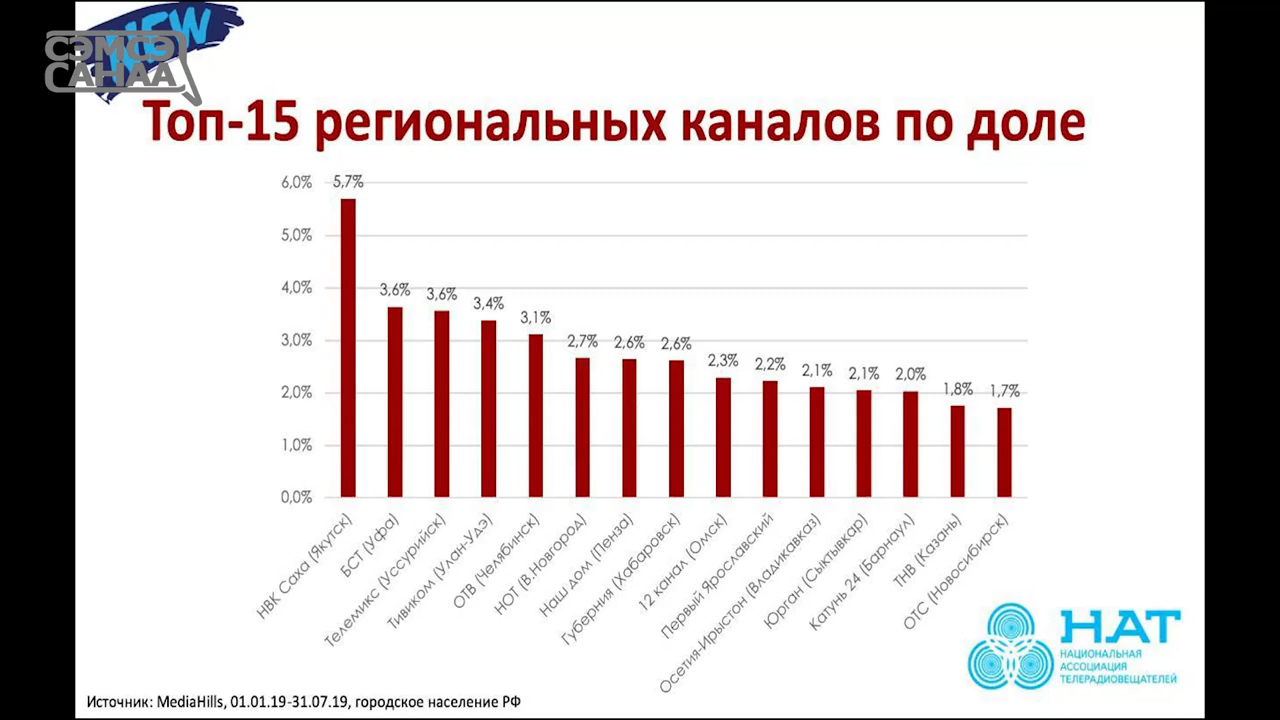 NEW
СЭМСЭ
САНАА
Топ-15 региональных каналов по доле
6,0%
5,0%
4,0%
3,0%
2,0%
1,0%
0,0%
5,7%
3,6%
3,6%
3,4%
3,1%
2,7%
2,6%
2,6%
2,3%
2,2%
2,1%
2,1%
2,0%
1,8%
1,7%
НВК Саха (Якутск)
БСТ (Уфа)
Телемикс (Уссурийск)
Тивиком (Улан-Удэ)
ОТВ (Челябинск)
НОТ (В.Новгород)
Наш дом (Пенза)
Губерния (Хабаровск)
12 канал (Омск)
Первый Ярославский
Осетия-Ирыстон (Владикавказ)
Юрган (Сыктывкар)
Катунь 24 (Барнаул)
ТНВ (Казань)
ОТС (Новосибирск)
НАТ
НАЦИОНАЛЬНАЯ
АССОЦИАЦИЯ
ТЕЛЕРАДИОВЕЩАТЕЛЕЙ
Источник: MediaHills, 01.01.19-31.07.19, городское население РФ